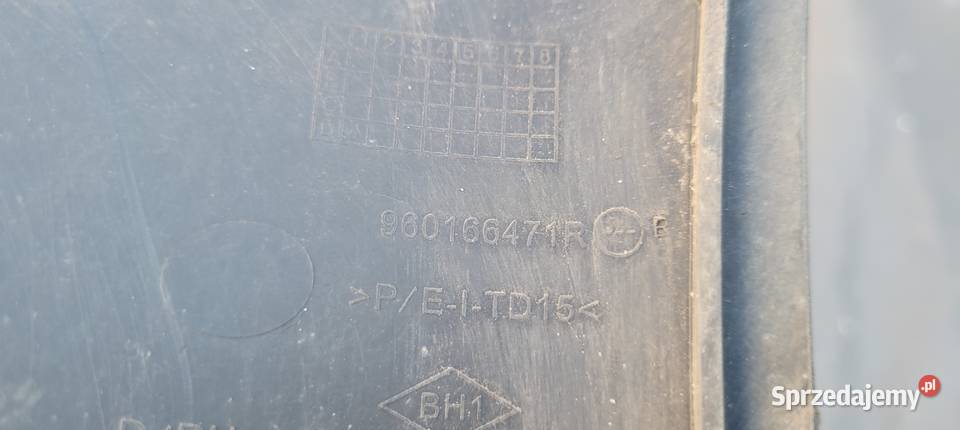 1 2 3 4 5 6 7 8
960166471R B
>P/E-I-TD15<
BH1
Sprzedajemy.pl